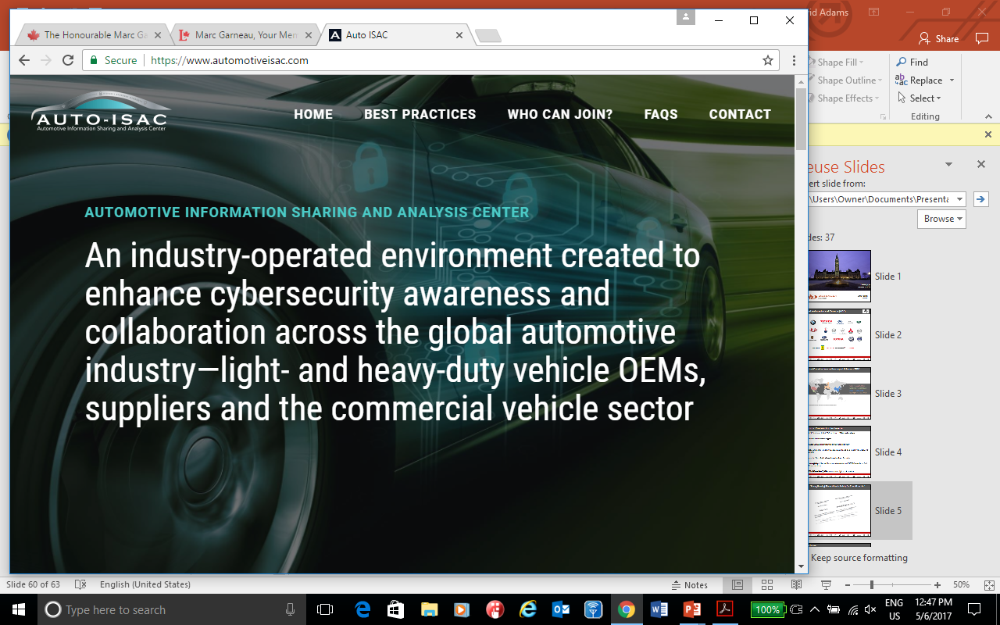 The Honourable Marc Ga
Marc Garneau, Your Mem
Auto ISAC
Secure
https://www.automotiveisac.com
AUTO-ISAC
Automotive Information Sharing and Analysis Center
HOME
BEST PRACTICES
WHO CAN JOIN?
FAQS
CONTACT
AUTOMOTIVE INFORMATION SHARING AND ANALYSIS CENTER
An industry-operated environment created to
enhance cybersecurity awareness and
collaboration across the global automotive
industry—light- and heavy-duty vehicle OEMs,
suppliers and the commercial vehicle sector
id Adams
Share
Shape Fill
Shape Outline
Shape Effects
Find
Replace
Select
Editing
euse Slides
ert slide from:
\Users\Owner\Documents\Presenta
Browse
des: 37
Slide 1
Slide 2
Slide 3
Slide 4
Slide 5
Keep source formatting
Slide 60 of 63
English (United States)
Notes
50%
Type here to search
100%
ENG
US
12:47 PM
5/6/2017